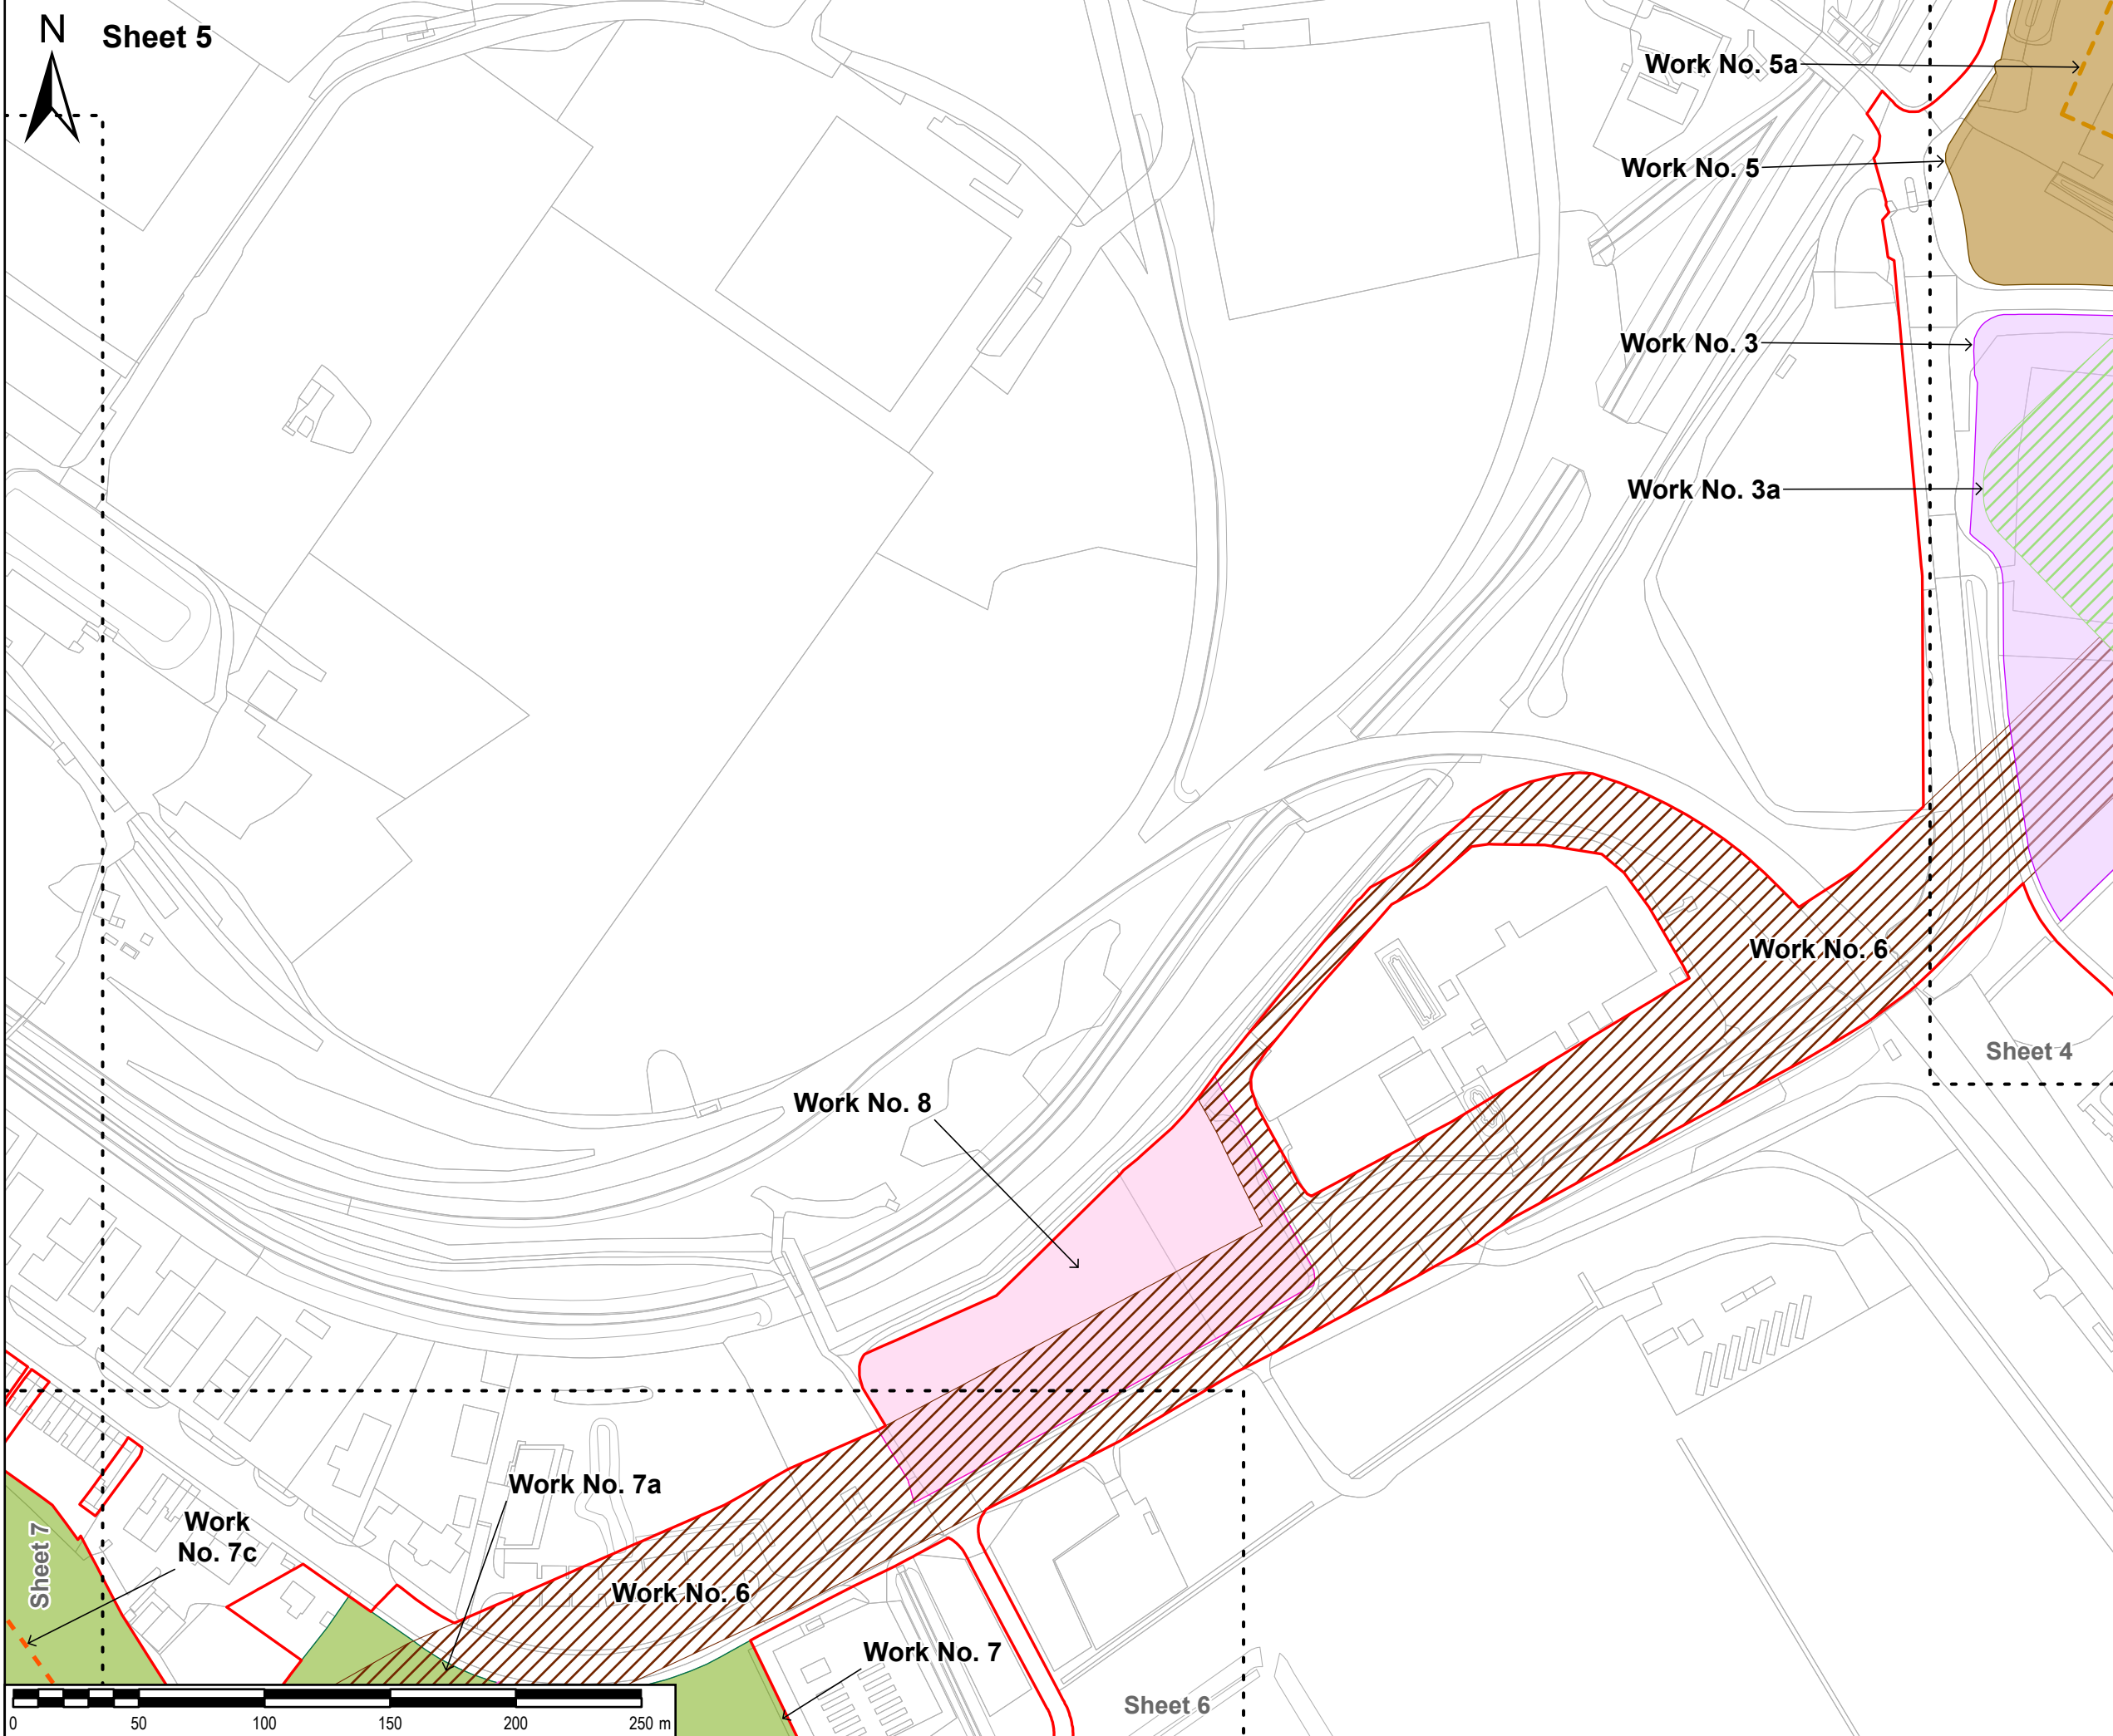 N
Sheet 5
Work No. 5a
Work No. 5
Work No. 3
Work No. 3a
Work No. 6
Sheet 4
Work No. 8
Work No. 7a
Work
No. 7c
Sheet 7
Work No. 6
Work No. 7
Sheet 6
0 50 100 150 200 250 m